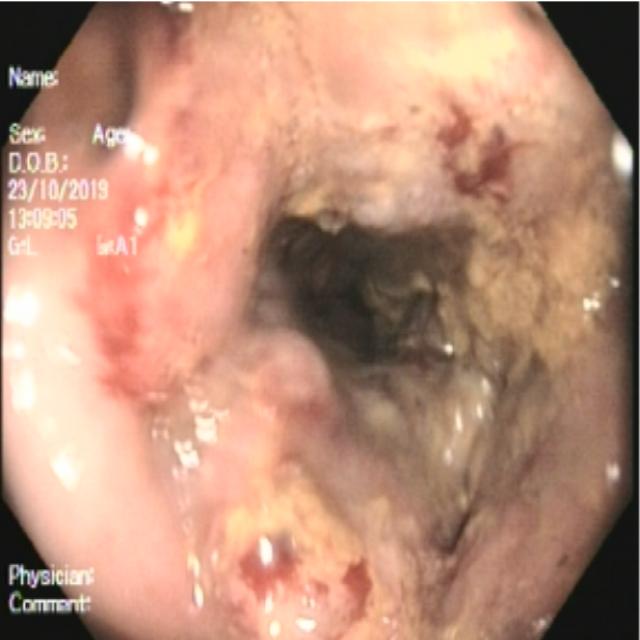 Name:
Sex: Age:
D.O.B.:
23/10/2019
13:09:05
G:L
Physician:
Comment: